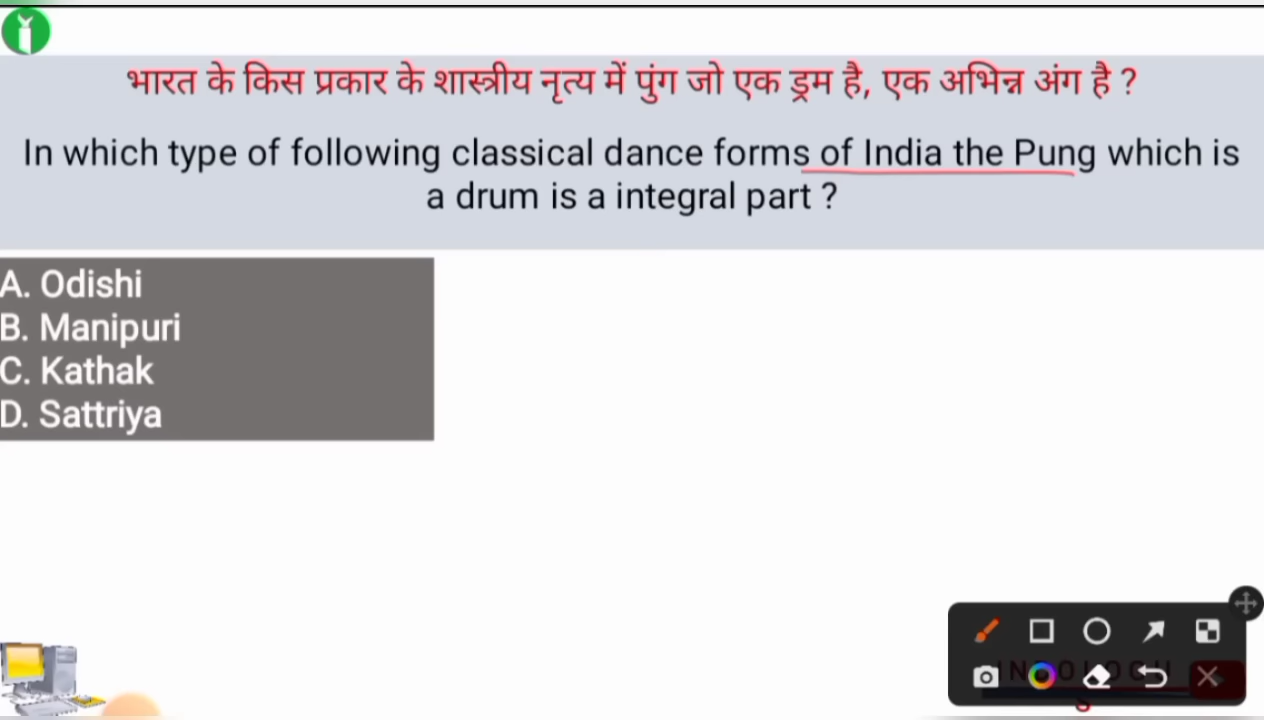 भारत के किस प्रकार के शास्त्रीय नृत्य में पुंग जो एक ड्रम है, एक अभिन्न अंग है ?
In which type of following classical dance forms of India the Pung which is
a drum is a integral part ?
A. Odishi
B. Manipuri
C. Kathak
D. Sattriya